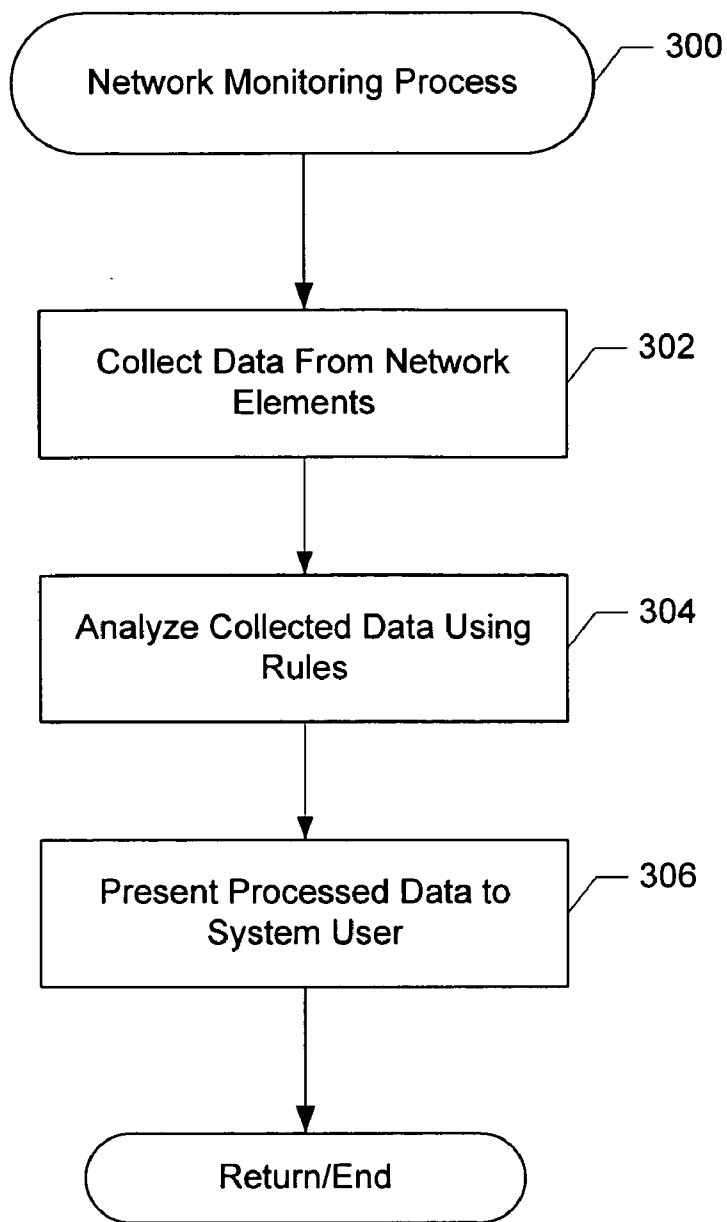 Network Monitoring Process
300
Collect Data From Network
Elements
302
Analyze Collected Data Using
Rules
304
Present Processed Data to
System User
306
Return/End